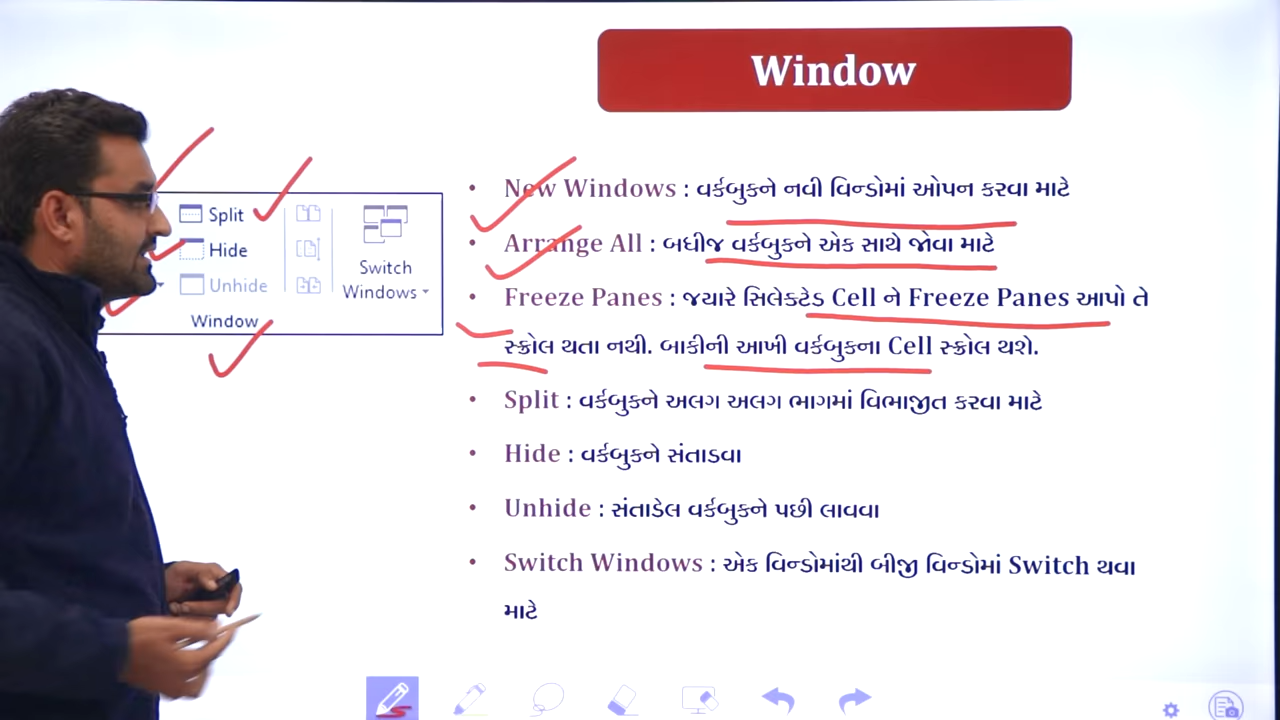 Window
Split
Hide
Unhide
Switch
Windows
Window
• New Windows : વર્કબુકને નવી વિન્ડોમાં ઓપન કરવા માટે
• Arrange All : બધીજ વર્કબુકને એક સાથે જોવા માટે
• Freeze Panes : જયારે સિલેક્ટેડ Cell ને Freeze Panes આપો તે
સ્ક્રોલ થતા નથી. બાકીની આખી વર્કબુકના Cell સ્ક્રોલ થશે.
• Split : વર્કબુકને અલગ અલગ ભાગમાં વિભાજીત કરવા માટે
• Hide : વર્કબુકને સંતાડવા
• Unhide : સંતાડેલ વર્કબુકને પછી લાવવા
• Switch Windows : એક વિન્ડોમાંથી બીજી વિન્ડોમાં Switch થવા
માટે